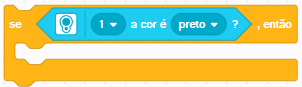 se 1 a cor é preto ? , então